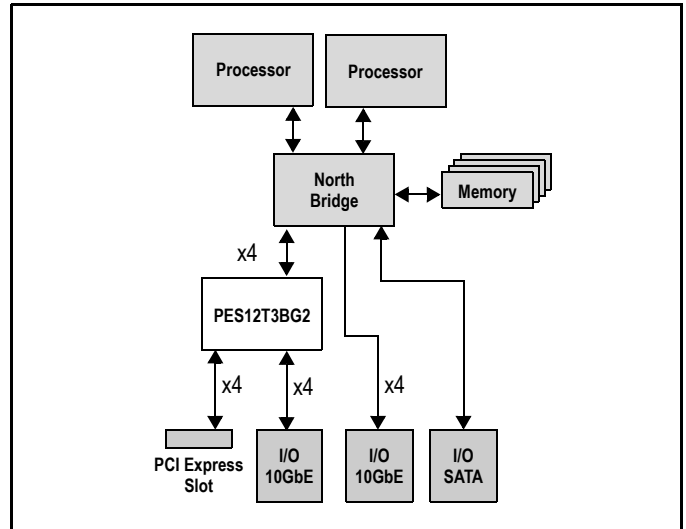 Processor
Processor
North
Bridge
Memory
x4
PES12T3BG2
x4
x4
x4
PCI Express
Slot
I/O
10GbE
I/O
10GbE
I/O
SATA